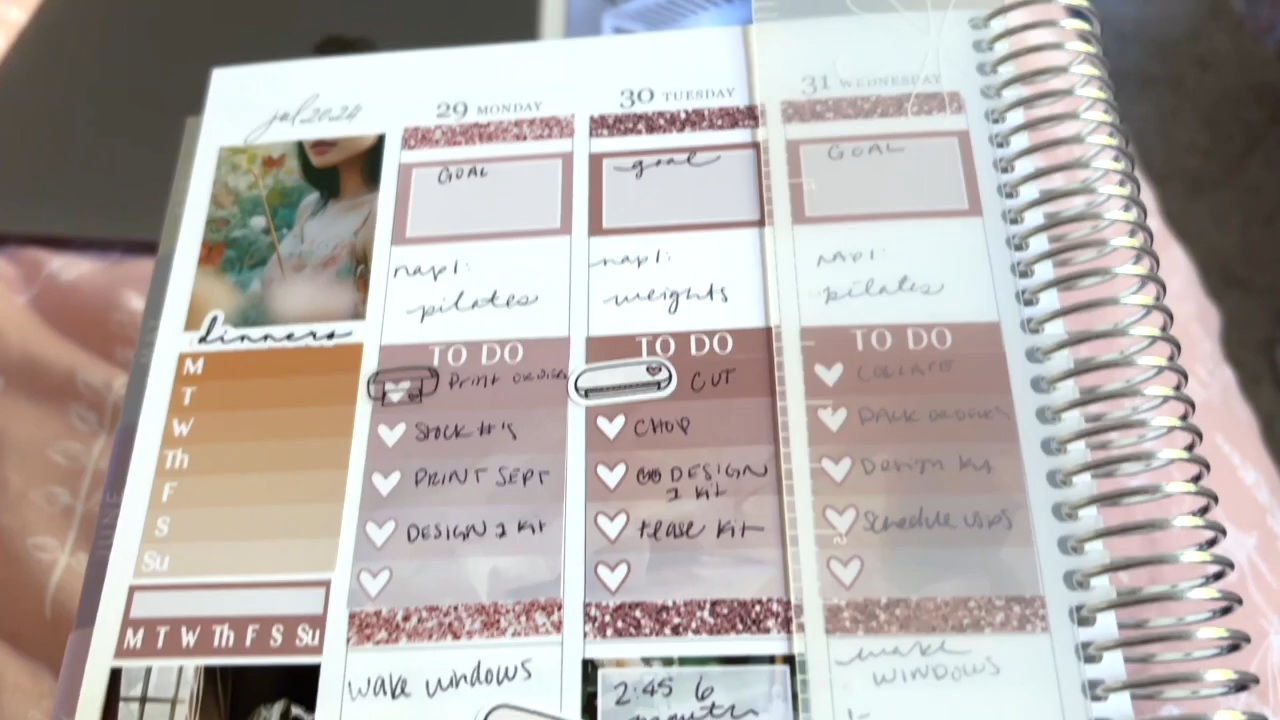 jul 2024
29 MONDAY
30 TUESDAY
31 WEDNESDAY
GOAL
goal
GOAL
nap 1:
pilates
nap 1:
weights
NAP 1:
pilates
dinners
M
T
W
Th
F
S
Su
M T W Th F S Su
TO DO
Print orders
Stock #'s
PRINT SEPT
DESIGN 2 Kit
wake windows
TO DO
CUT
CHOP
DESIGN
2 Kit
tease Kit
2:45 6
month
TO DO
COLLATE
PACK ORDERS
Design Kit
Schedule
wake
WINDOWS